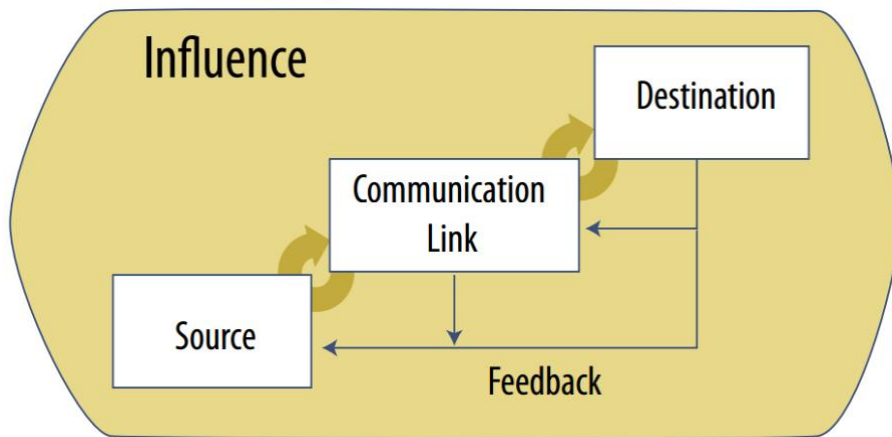 Influence
Destination
Communication
Link
Source
Feedback